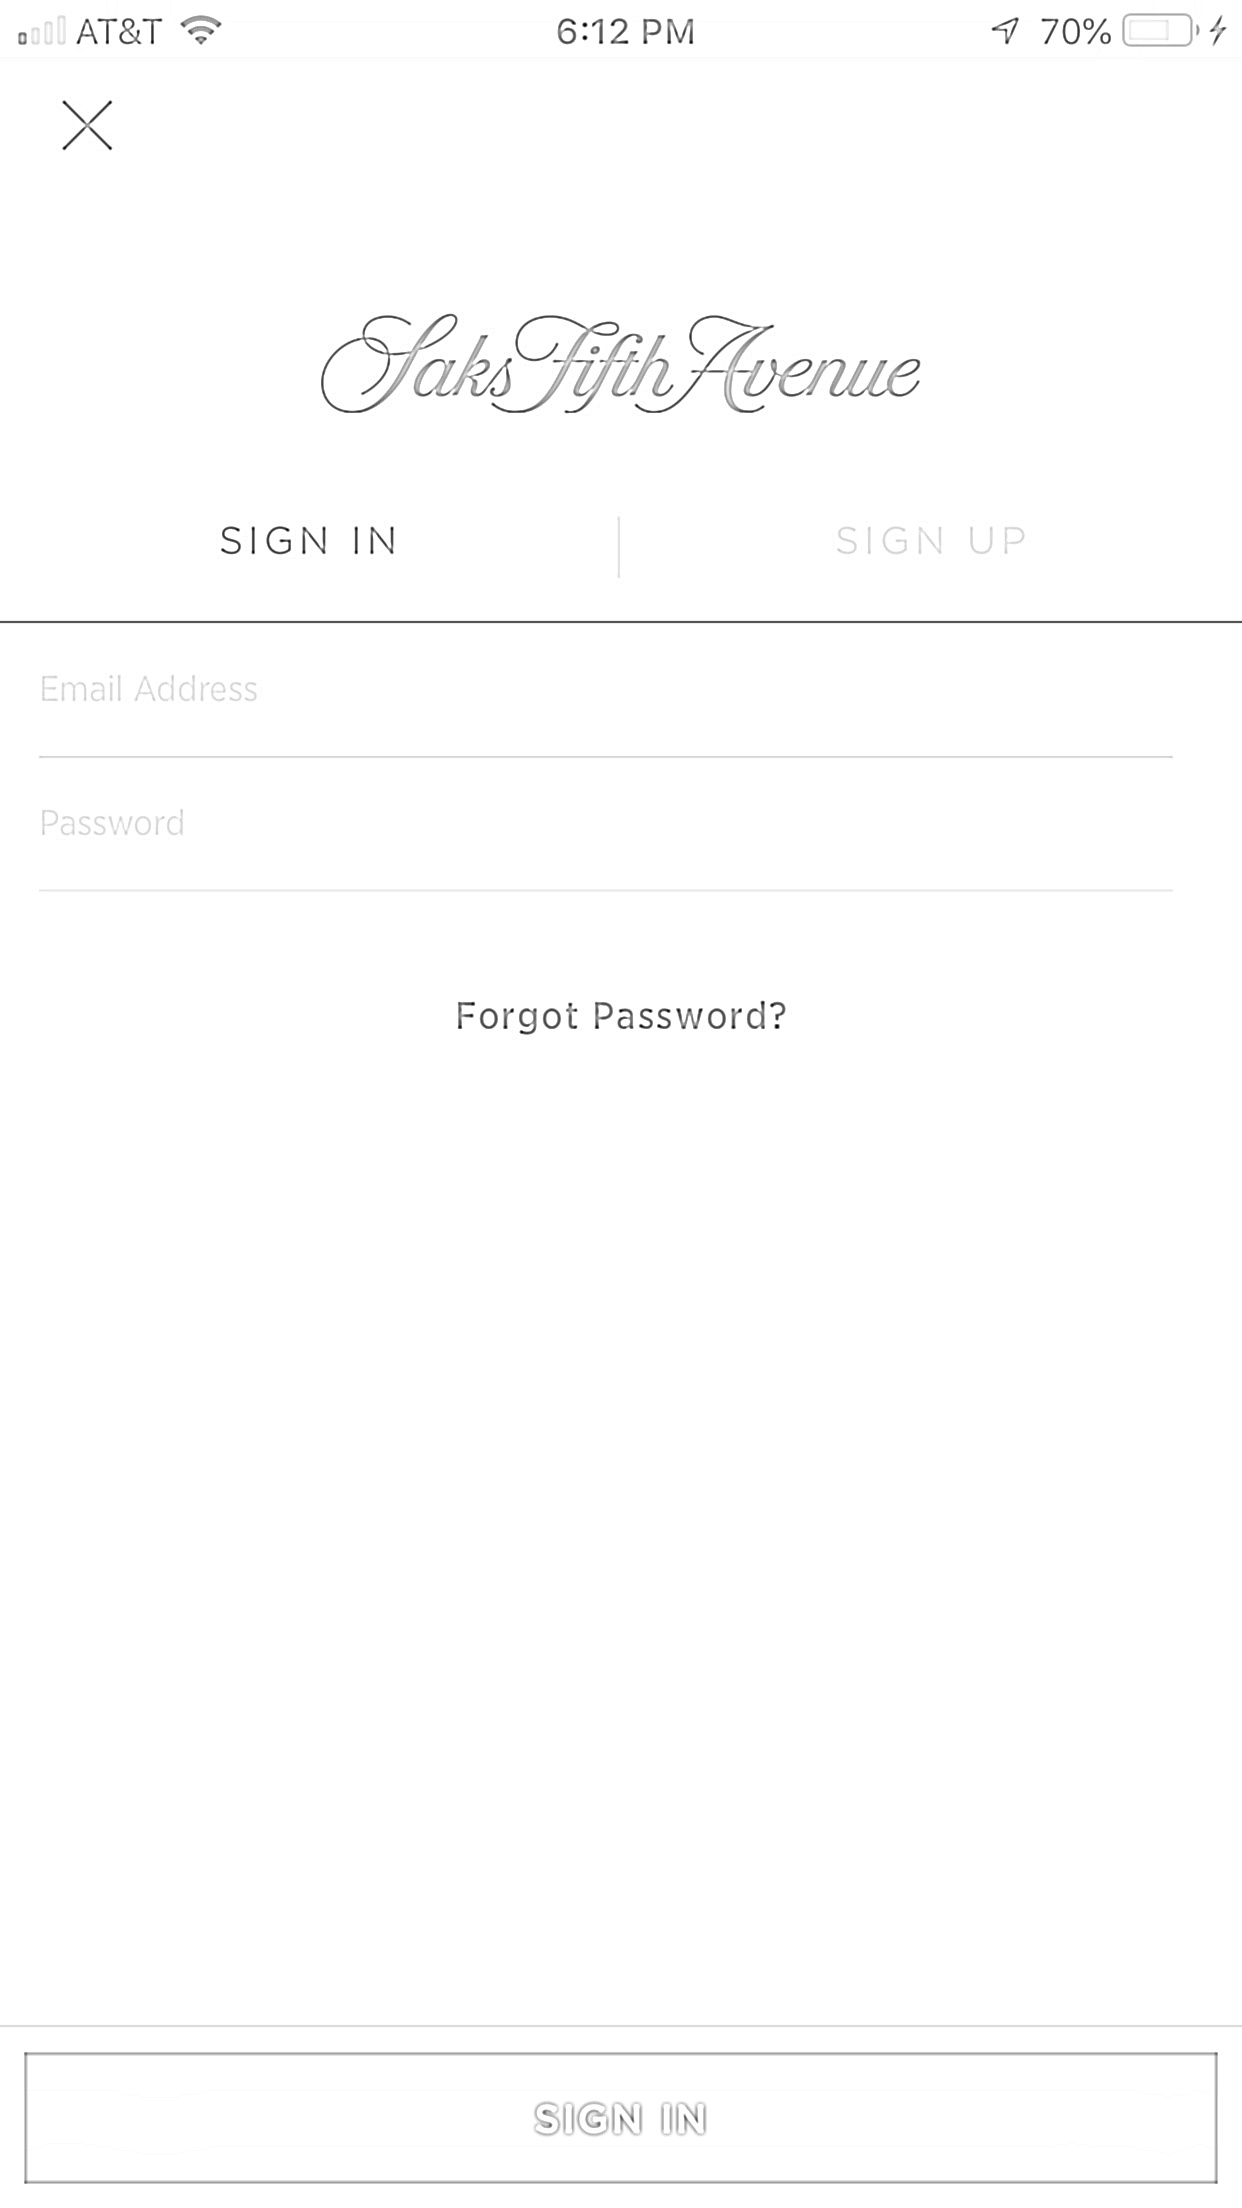 AT&T 6:12 PM 70%
Saks Fifth Avenue
SIGN IN SIGN UP
Email Address
Password
Forgot Password?
SIGN IN